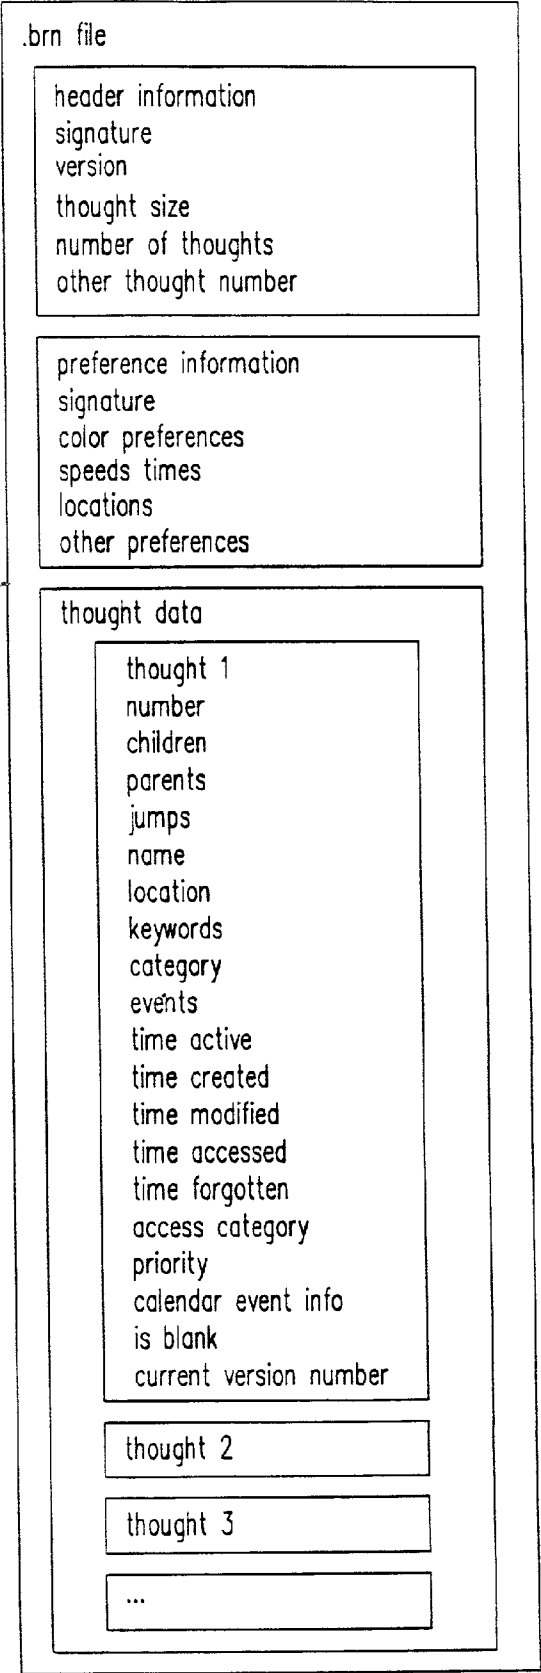 .brn file
header information
signature
version
thought size
number of thoughts
other thought number
preference information
signature
color preferences
speeds times
locations
other preferences
thought data
thought 1
number
children
parents
jumps
name
location
keywords
category
events
time active
time created
time modified
time accessed
time forgotten
access category
priority
calendar event info
is blank
current version number
thought 2
thought 3
...